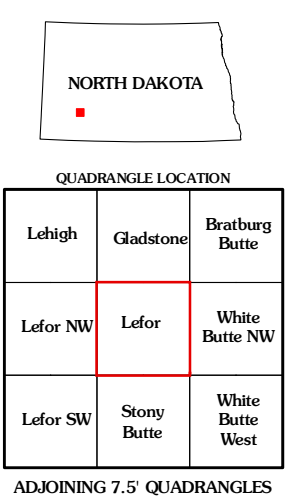 NORTH DAKOTA
QUADRANGLE LOCATION
Lehigh
Gladstone
Bratburg
Butte
Lefor NW
Lefor
White
Butte NW
Lefor SW
Stony
Butte
White
Butte
West
ADJOINING 7.5' QUADRANGLES